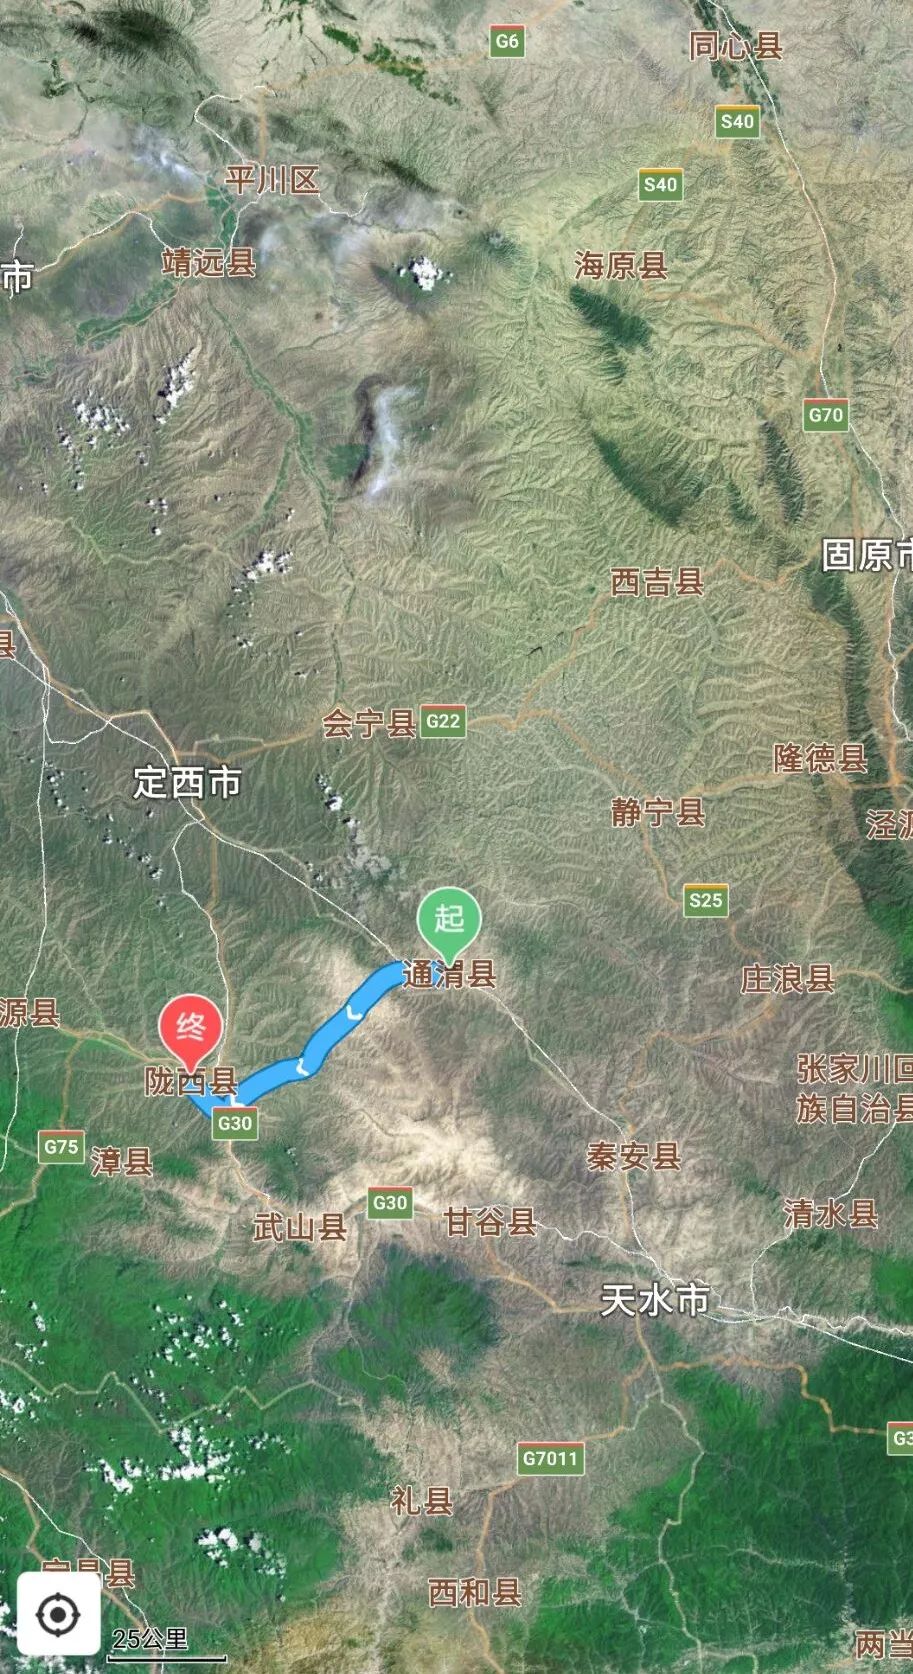 G6
同心县
S40
平川区
S40
靖远县
海原县
市
G70
固原市
西吉县
县
会宁县
G22
隆德县
定西市
静宁县
泾源
S25
起
通渭县
庄浪县
源县
终
张家川回
族自治县
陇西县
G30
G75
漳县
秦安县
G30
武山县
甘谷县
清水县
天水市
G3
G7011
礼县
宕昌县
西和县
25公里
两当